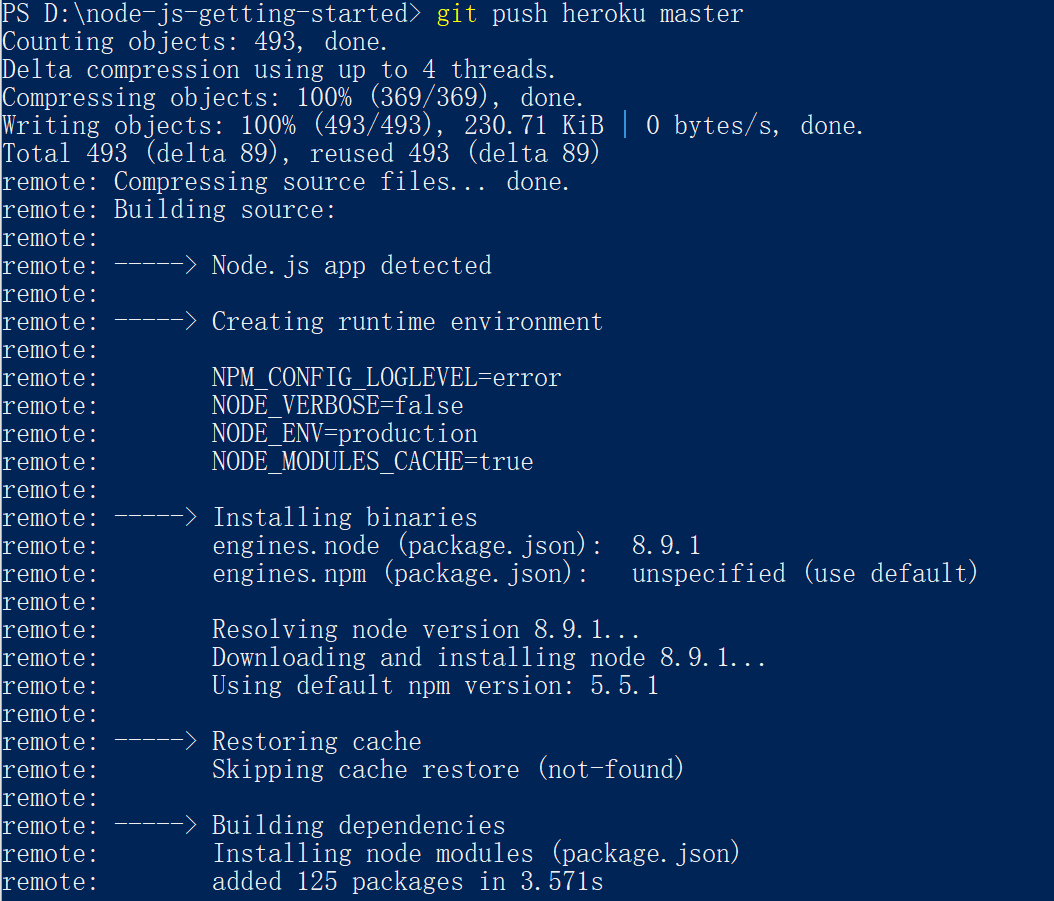 PS D:\node-js-getting-started> git push heroku master
Counting objects: 493, done.
Delta compression using up to 4 threads.
Compressing objects: 100% (369/369), done.
Writing objects: 100% (493/493), 230.71 KiB | 0 bytes/s, done.
Total 493 (delta 89), reused 493 (delta 89)
remote: Compressing source files... done.
remote: Building source:
remote:
remote: -----> Node.js app detected
remote:
remote: -----> Creating runtime environment
remote:
remote:        NPM_CONFIG_LOGLEVEL=error
remote:        NODE_VERBOSE=false
remote:        NODE_ENV=production
remote:        NODE_MODULES_CACHE=true
remote:
remote: -----> Installing binaries
remote:        engines.node (package.json):  8.9.1
remote:        engines.npm (package.json):   unspecified (use default)
remote:
remote:        Resolving node version 8.9.1...
remote:        Downloading and installing node 8.9.1...
remote:        Using default npm version: 5.5.1
remote:
remote: -----> Restoring cache
remote:        Skipping cache restore (not-found)
remote:
remote: -----> Building dependencies
remote:        Installing node modules (package.json)
remote:        added 125 packages in 3.571s